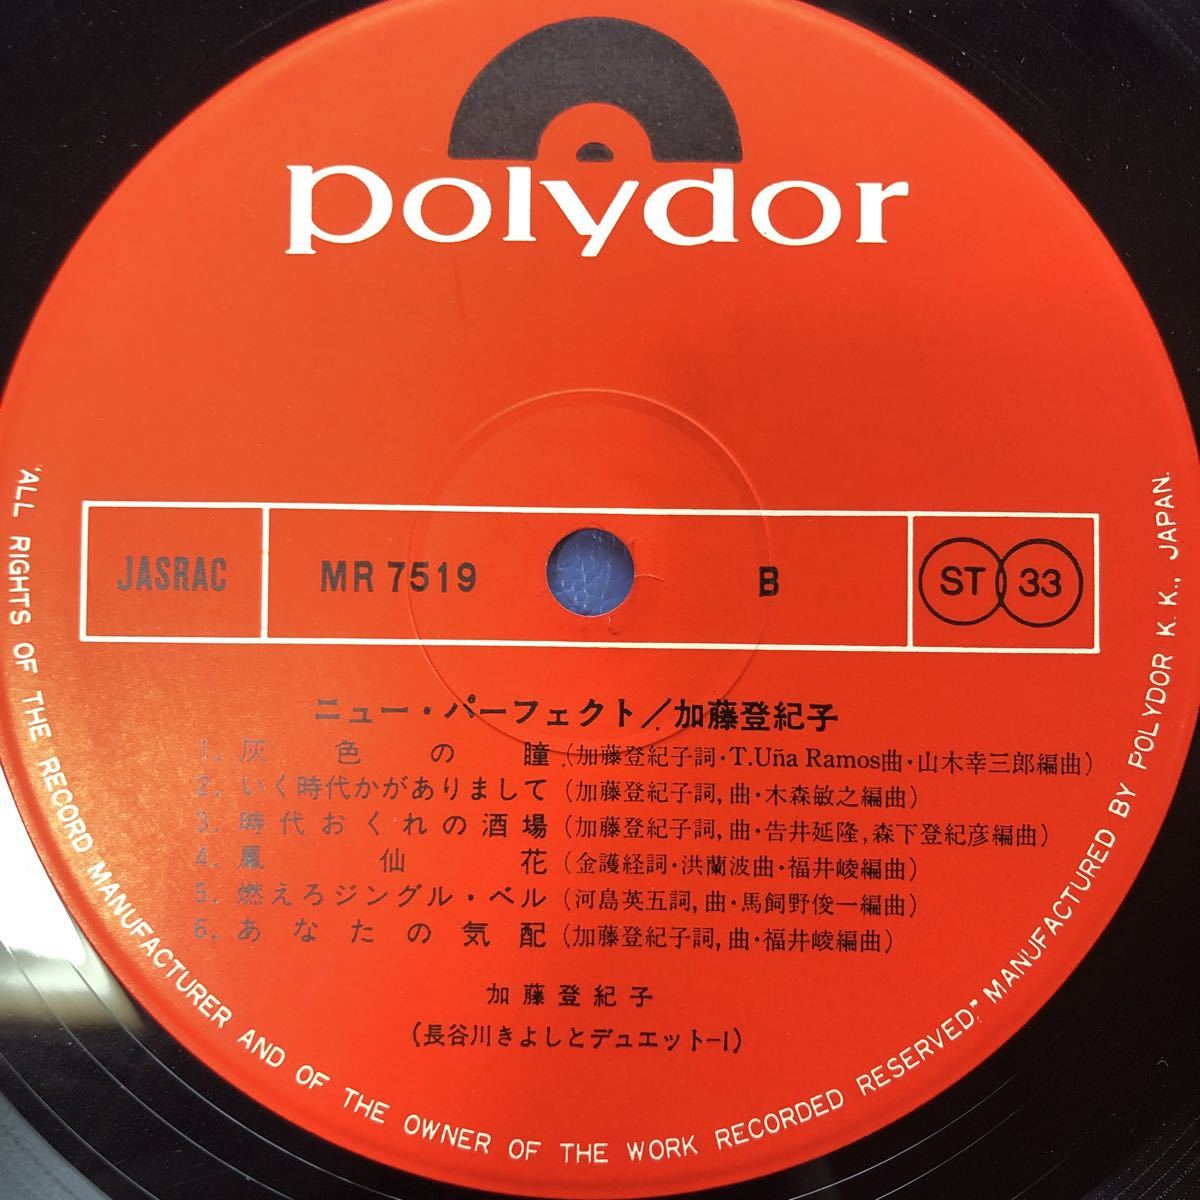 polydor
JASRAC MR 7519 B ST 33
ニュー・パーフェクト/加藤登紀子
1. 灰色の瞳 (加藤登紀子詞・T.Uña Ramos曲・山木幸三郎編曲)
2. いく時代かがありまして (加藤登紀子詞,曲・木森敏之編曲)
3. 時代おくれの酒場 (加藤登紀子詞,曲・告井延隆,森下登紀彦編曲)
4. 鳳仙花 (金護経詞・洪蘭波曲・福井崚編曲)
5. 燃えろジングル・ベル (河島英五詞,曲・馬飼野俊一編曲)
6. あなたの気配 (加藤登紀子詞,曲・福井崚編曲)
加藤登紀子
(長谷川きよしとデュエット-1)
"ALL RIGHTS OF THE RECORD MANUFACTURER AND OF THE OWNER OF THE WORK RECORDED RESERVED," MANUFACTURED BY POLYDOR K.K., JAPAN.